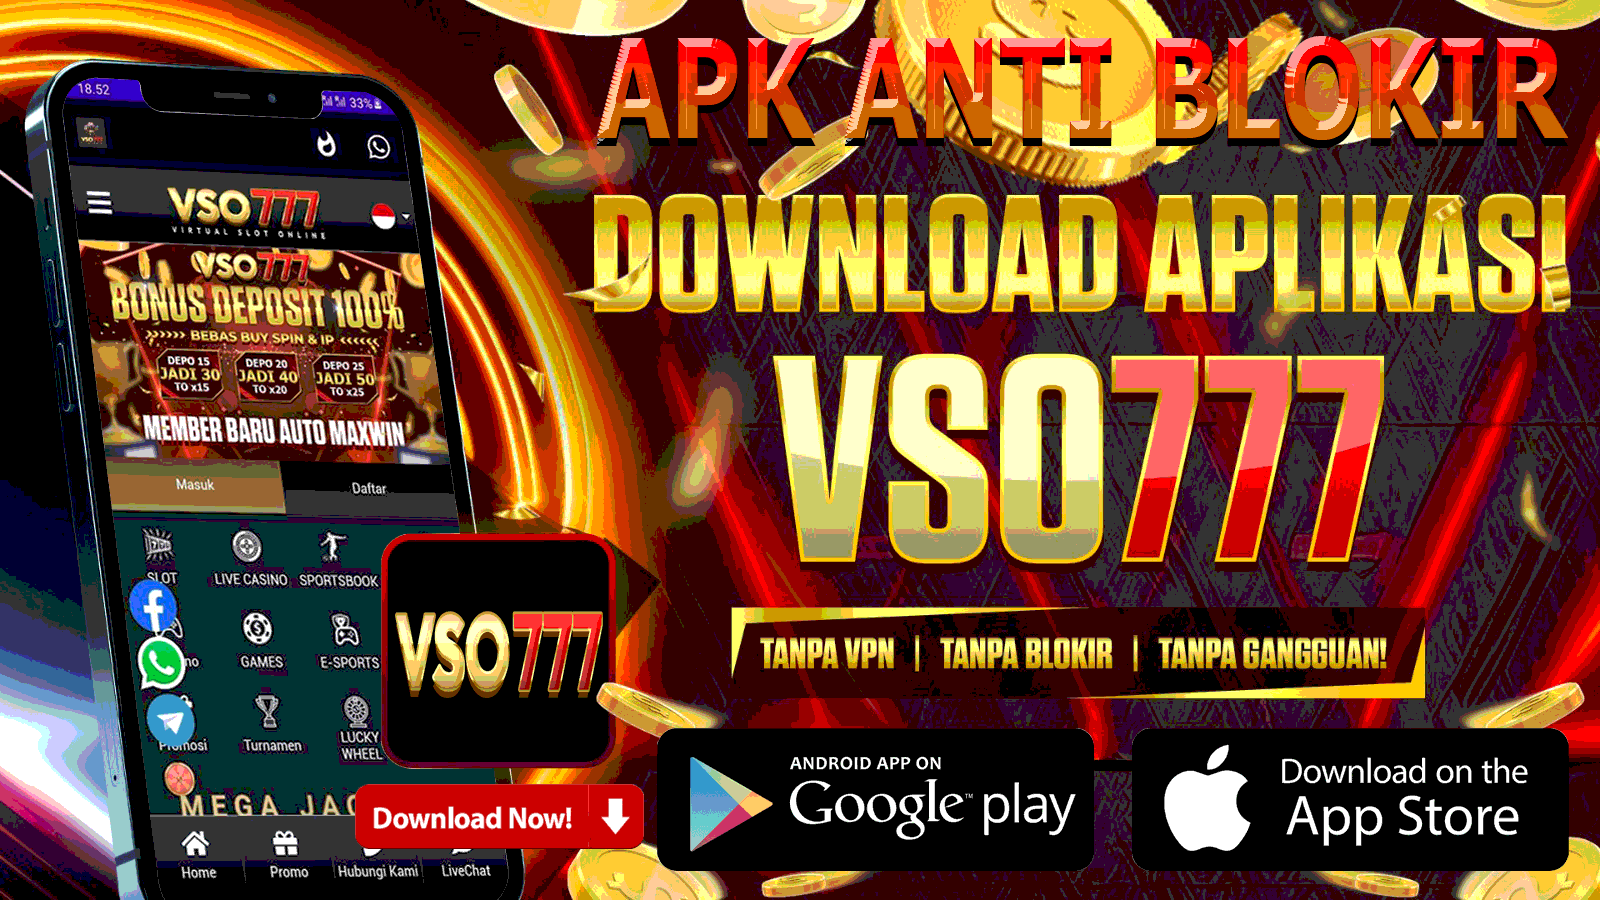 APK ANTI BLOKIR
DOWNLOAD APLIKASI
VSO777
TANPA VPN | TANPA BLOKIR | TANPA GANGGUAN!
ANDROID APP ON
Google play
Download on the
App Store
18.52
33%
VSO777
VIRTUAL SLOT ONLINE
VSO777
BONUS DEPOSIT 100%
>>>>>> BEBAS BUY SPIN & IP <<<<<<
DEPO 15
JADI 30
TO x15
DEPO 20
JADI 40
TO x20
DEPO 25
JADI 50
TO x25
MEMBER BARU AUTO MAXWIN
Masuk
Daftar
SLOT
LIVE CASINO
SPORTSBOOK
GAMES
E-SPORTS
Turnamen
LUCKY
WHEEL
VSO777
MEGA
Download Now!
Home
Promo
Hubungi Kami
LiveChat